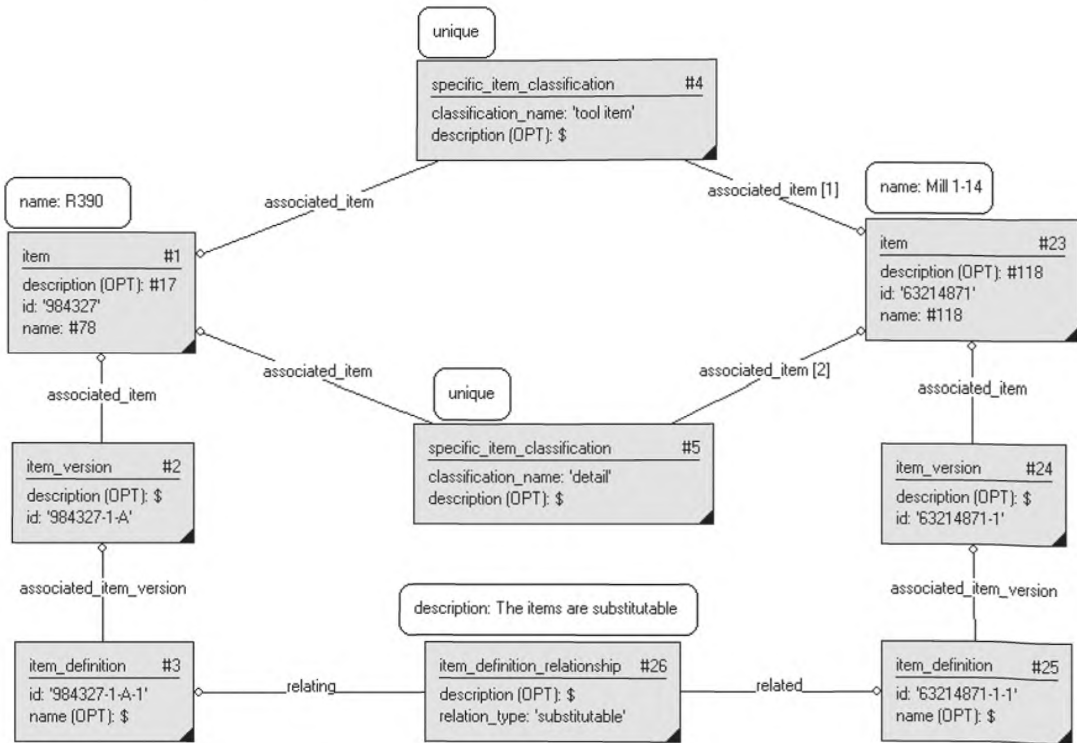 unique
specific_item_classification #4
classification_name: 'tool item'
description (OPT): $
name: R390
associated_item
associated_item [1]
name: Mill 1-14
item #1
description (OPT): #17
id: '984327'
name: #78
item #23
description (OPT): #118
id: '63214871'
name: #118
associated_item
associated_item [2]
unique
associated_item
associated_item
specific_item_classification #5
classification_name: 'detail'
description (OPT): $
item_version #2
description (OPT): $
id: '984327-1-A'
item_version #24
description (OPT): $
id: '63214871-1'
associated_item_version
associated_item_version
description: The items are substitutable
item_definition #3
id: '984327-1-A-1'
name (OPT): $
relating
item_definition_relationship #26
description (OPT): $
relation_type: 'substitutable'
related
item_definition #25
id: '63214871-1-1'
name (OPT): $